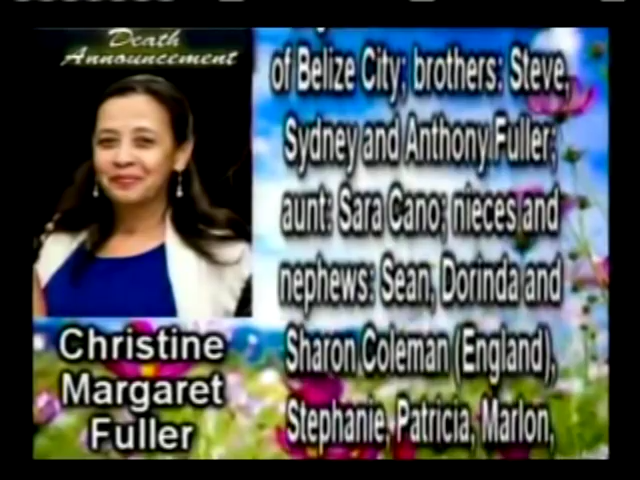 Death
Announcement
Christine
Margaret
Fuller
of Belize City; brothers: Steve,
Sydney and Anthony Fuller;
aunt: Sara Cano; nieces and
nephews: Sean, Dorinda and
Sharon Coleman (England),
Stephanie, Patricia, Marlon,